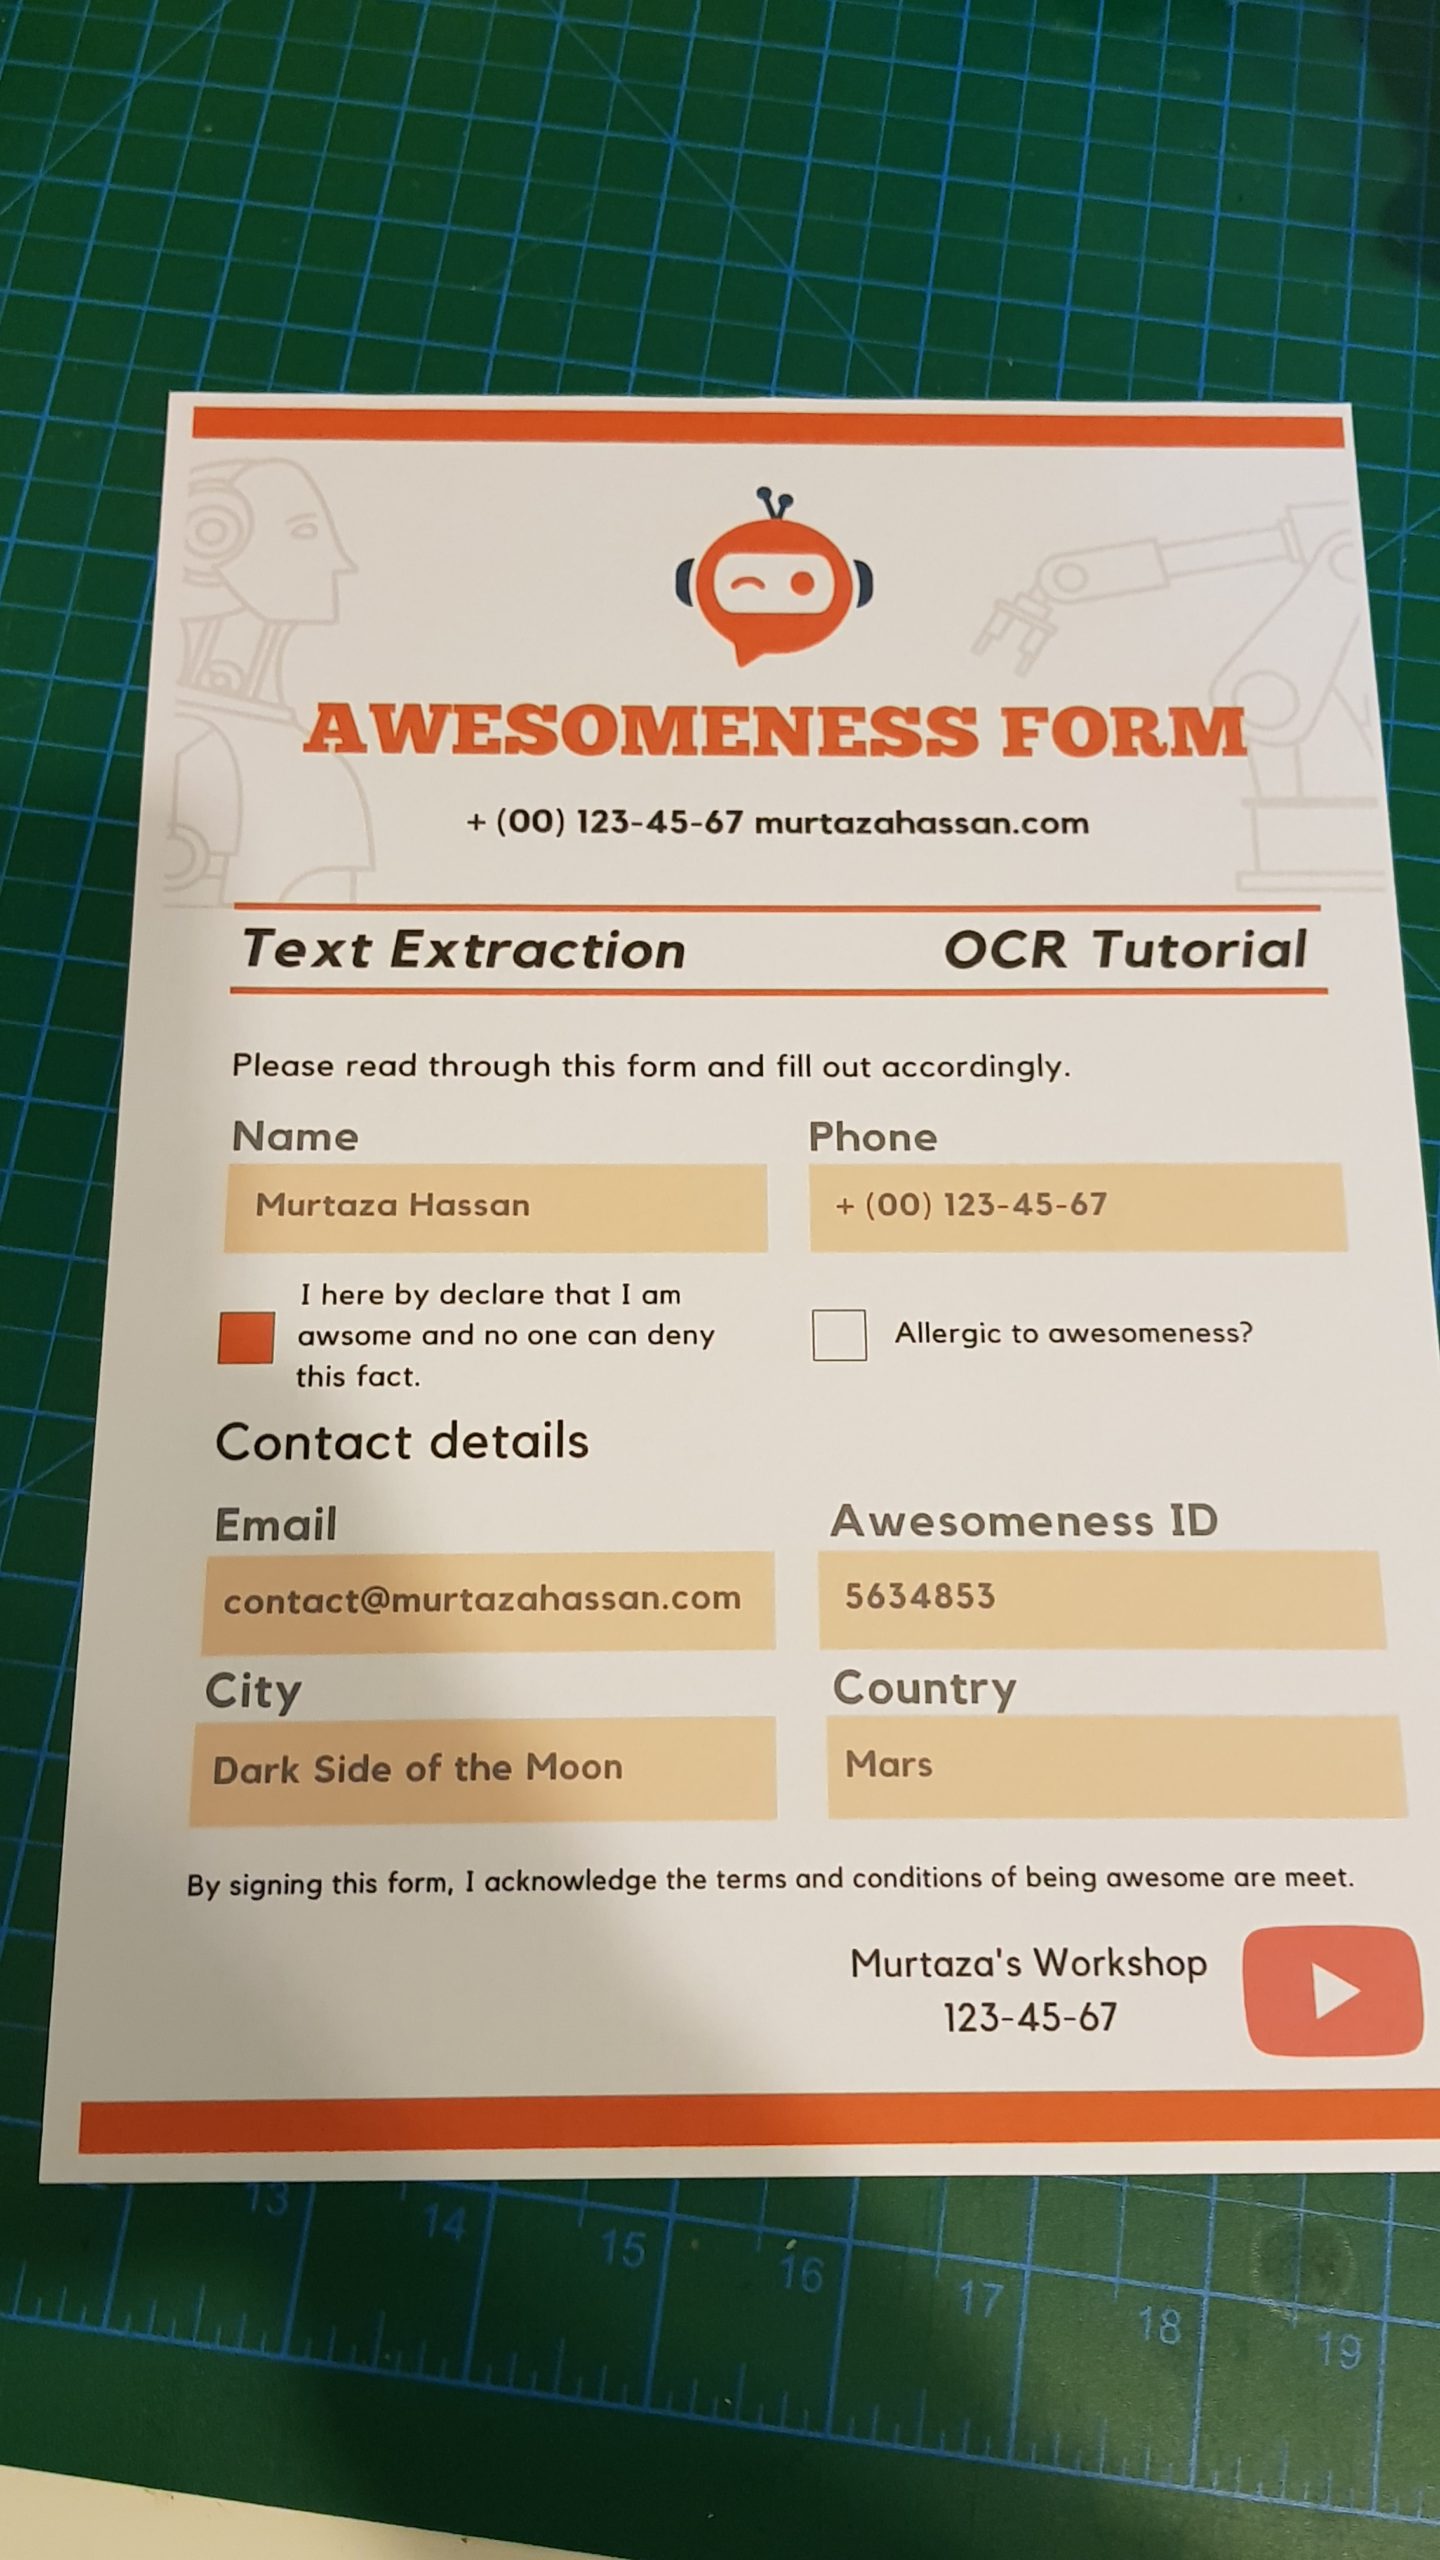 AWESOMENESS FORM
+ (00) 123-45-67 murtazahassan.com
Text Extraction OCR Tutorial
Please read through this form and fill out accordingly.
Name Phone
Murtaza Hassan + (00) 123-45-67
I here by declare that I am
awsome and no one can deny
this fact.
Allergic to awesomeness?
Contact details
Email Awesomeness ID
contact@murtazahassan.com 5634853
City Country
Dark Side of the Moon Mars
By signing this form, I acknowledge the terms and conditions of being awesome are meet.
Murtaza's Workshop
123-45-67
13 14 15 16 17 18 19